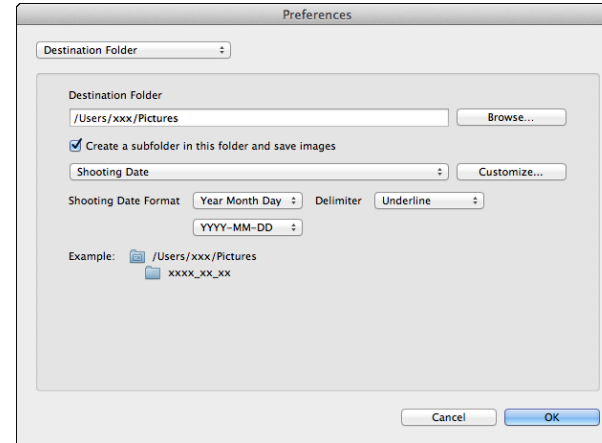 Preferences
Destination Folder
Destination Folder
/Users/xxx/Pictures Browse...
Create a subfolder in this folder and save images
Shooting Date Customize...
Shooting Date Format Year Month Day Delimiter Underline
YYYY-MM-DD
Example: /Users/xxx/Pictures
xxxx_xx_xx
Cancel OK